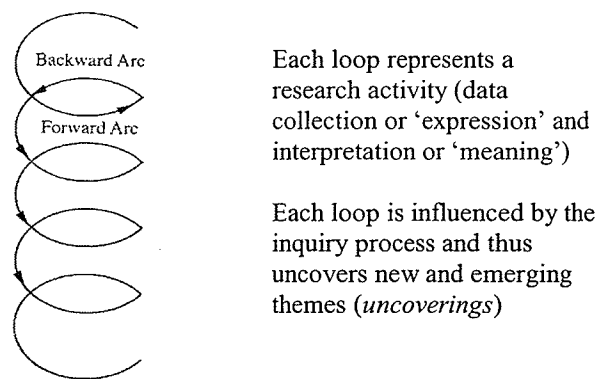 Backward Arc
Forward Arc
Each loop represents a
research activity (data
collection or ‘expression’ and
interpretation or ‘meaning’)
Each loop is influenced by the
inquiry process and thus
uncovers new and emerging
themes (uncoverings)